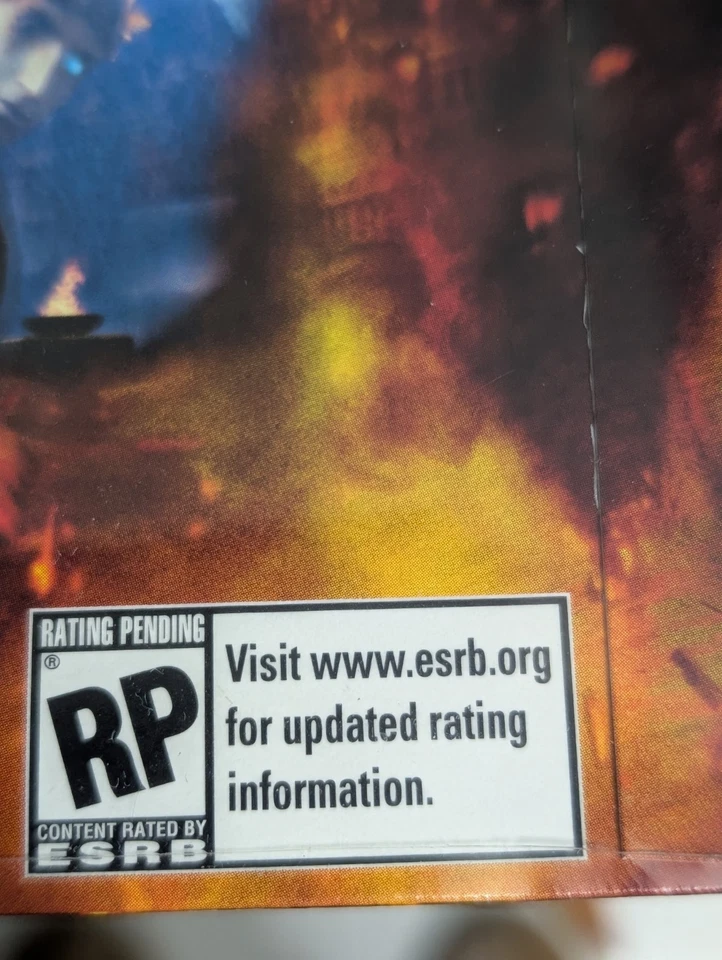 RATING PENDING
®
RP
CONTENT RATED BY
ESRB
Visit www.esrb.org
for updated rating
information.